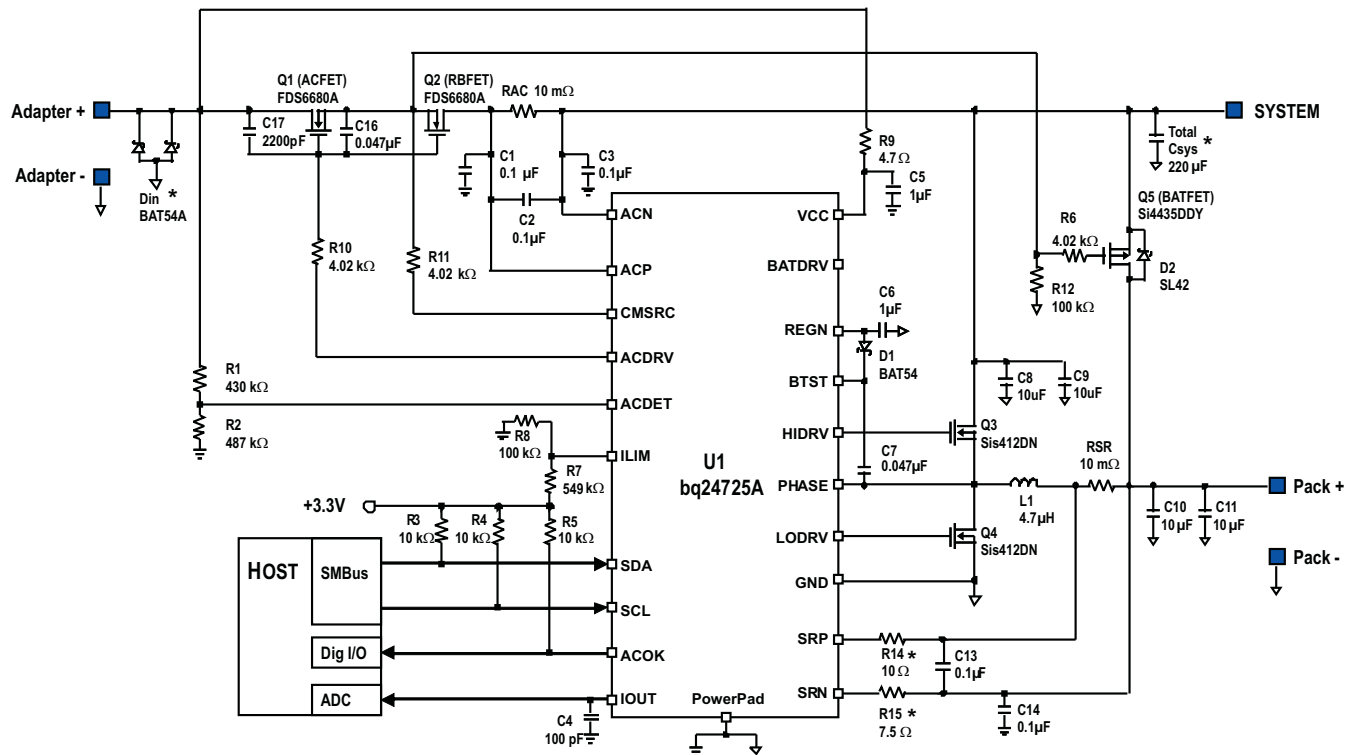 Q1 (ACFET)
FDS6680A
Q2 (RBFET)
FDS6680A
RAC 10 mΩ
Adapter +
SYSTEM
C17
2200pF
C16
0.047µF
R9
4.7 Ω
Total
Csys
*
220 µF
Adapter -
C1
0.1 µF
C3
0.1µF
C5
1µF
Din *
BAT54A
C2
0.1µF
Q5 (BATFET)
Si4435DDY
ACN
VCC
R6
4.02 kΩ
R10
4.02 kΩ
R11
4.02 kΩ
ACP
BATDRV
D2
SL42
R12
100 kΩ
CMSRC
C6
1µF
REGN
ACDRV
D1
BAT54
R1
430 kΩ
BTST
C8
10uF
C9
10uF
ACDET
R2
487 kΩ
R8
100 kΩ
HIDRV
Q3
Sis412DN
ILIM
U1
bq24725A
C7
0.047µF
RSR
10 mΩ
R7
549 kΩ
PHASE
L1
4.7µH
Pack +
+3.3V
C10
10 µF
C11
10 µF
R3
10 kΩ
R4
10 kΩ
R5
10 kΩ
LODRV
Q4
Sis412DN
HOST
SMBus
SDA
GND
Pack -
SCL
SRP
Dig I/O
ACOK
R14 *
10 Ω
C13
0.1µF
ADC
IOUT
PowerPad
SRN
C4
100 pF
R15 *
7.5 Ω
C14
0.1µF